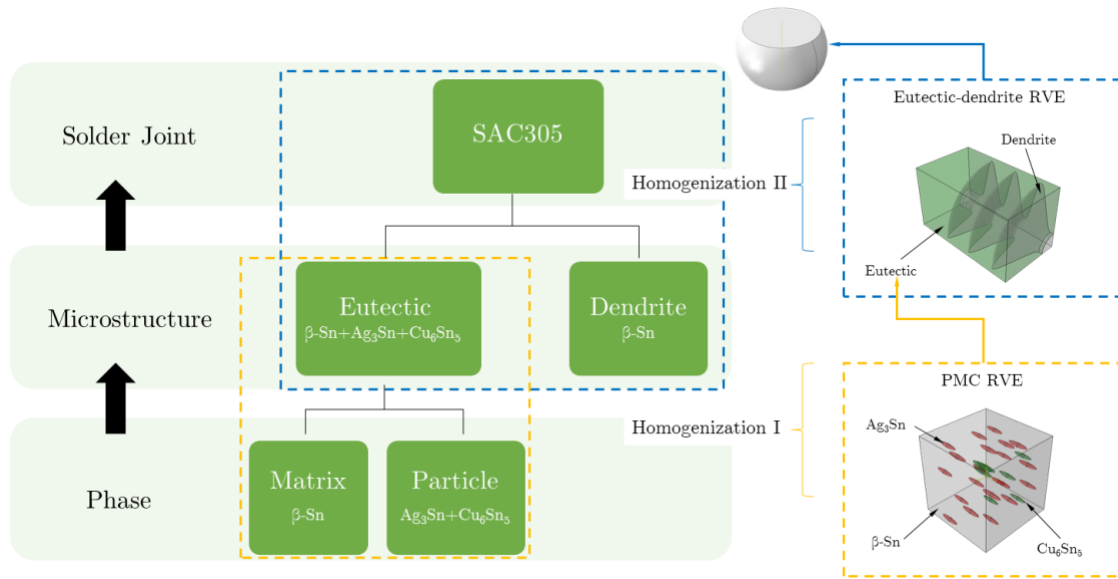 Solder Joint
Microstructure
Phase
SAC305
Eutectic
β-Sn+Ag₃Sn+Cu₆Sn₅
Dendrite
β-Sn
Matrix
β-Sn
Particle
Ag₃Sn+Cu₆Sn₅
Homogenization II
Homogenization I
Eutectic-dendrite RVE
Dendrite
Eutectic
PMC RVE
Ag₃Sn
β-Sn
Cu₆Sn₅